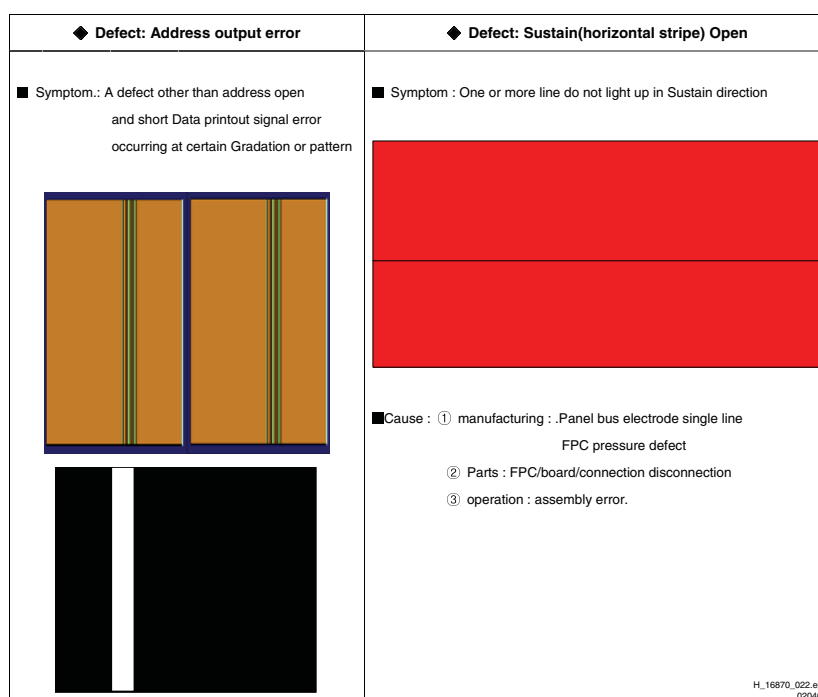 ◆ Defect: Address output error
■ Symptom.: A defect other than address open
and short Data printout signal error
occurring at certain Gradation or pattern
◆ Defect: Sustain(horizontal stripe) Open
■ Symptom : One or more line do not light up in Sustain direction
■Cause : ① manufacturing : .Panel bus electrode single line
FPC pressure defect
② Parts : FPC/board/connection disconnection
③ operation : assembly error.
H_16870_022.e
0204